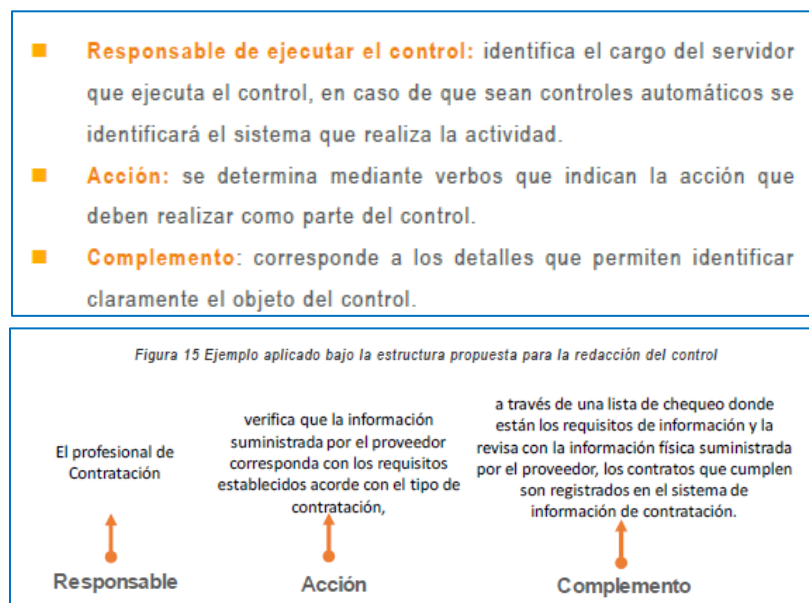 Responsable de ejecutar el control: identifica el cargo del servidor
que ejecuta el control, en caso de que sean controles automáticos se
identificará el sistema que realiza la actividad.
Acción: se determina mediante verbos que indican la acción que
deben realizar como parte del control.
Complemento: corresponde a los detalles que permiten identificar
claramente el objeto del control.
Figura 15 Ejemplo aplicado bajo la estructura propuesta para la redacción del control
El profesional de
Contratación
verifica que la información
suministrada por el proveedor
corresponda con los requisitos
establecidos acorde con el tipo de
contratación,
a través de una lista de chequeo donde
están los requisitos de información y la
revisa con la información física suministrada
por el proveedor, los contratos que cumplen
son registrados en el sistema de
información de contratación.
Responsable
Acción
Complemento